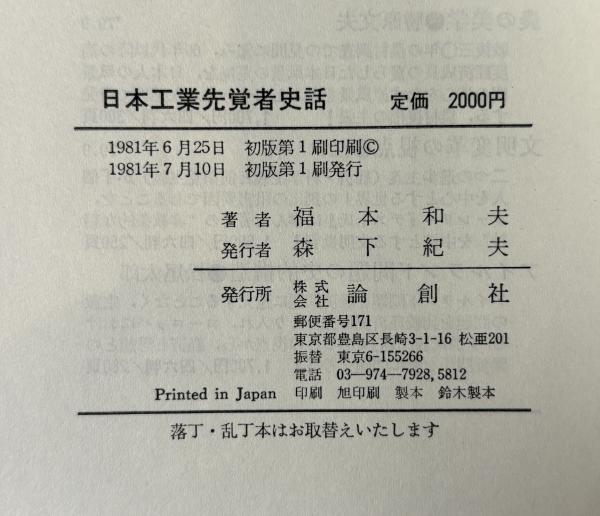 日本工業先覚者史話 定価 2000円
1981年6月25日 初版第1刷印刷©
1981年7月10日 初版第1刷発行
著者 福本和夫
発行者 森下紀夫
発行所 株式会社 論創社
郵便番号171
東京都豊島区長崎3-1-16 松亜201
振替 東京6-155266
電話 03-974-7928,5812
Printed in Japan 印刷 旭印刷 製本 鈴木製本
落丁・乱丁本はお取替えいたします